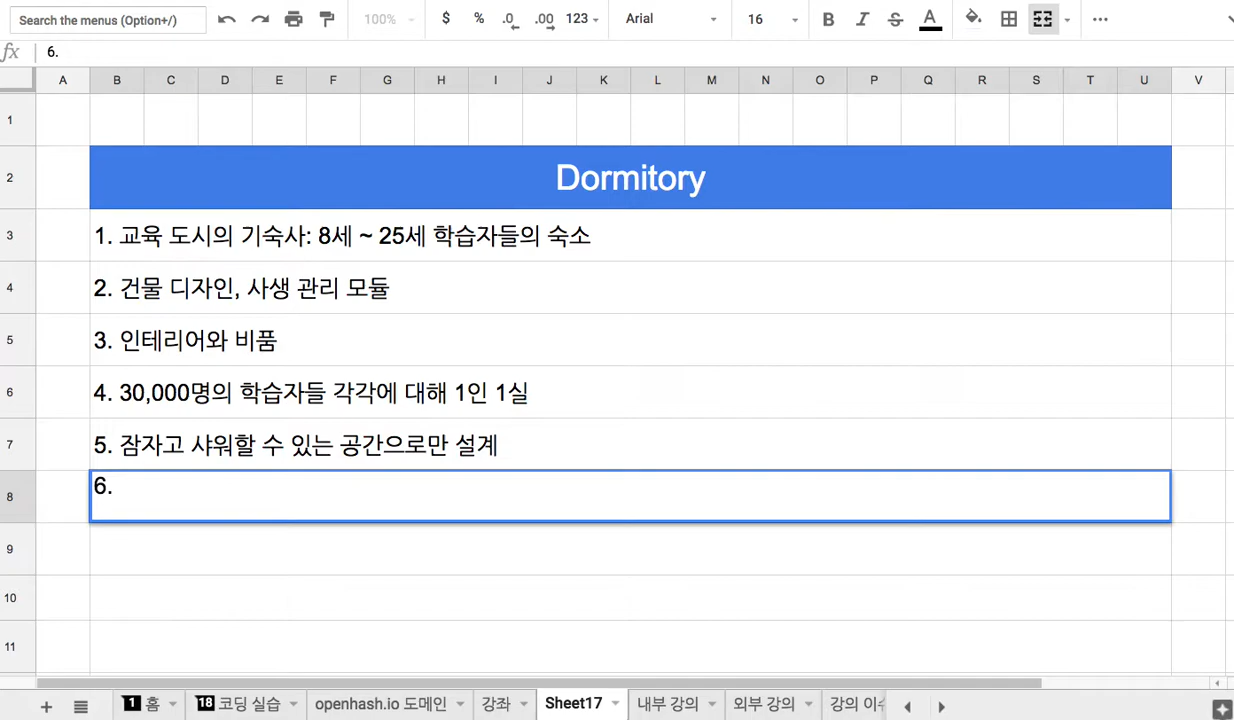 Search the menus (Option+/) 100% $ % .0 .00 123 Arial 16 B I S A
fx 6.
A B C D E F G H I J K L M N O P Q R S T U V
1
2 Dormitory
3 1. 교육 도시의 기숙사: 8세 ~ 25세 학습자들의 숙소
4 2. 건물 디자인, 사생 관리 모듈
5 3. 인테리어와 비품
6 4. 30,000명의 학습자들 각각에 대해 1인 1실
7 5. 잠자고 샤워할 수 있는 공간으로만 설계
8 6.
9
10
11
1 홈 18 코딩 실습 openhash.io 도메인 강좌 Sheet17 내부 강의 외부 강의 강의 이수